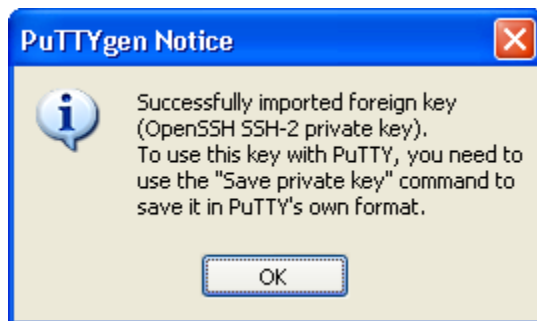 PuTTYgen Notice
Successfully imported foreign key
(OpenSSH SSH-2 private key).
To use this key with PuTTY, you need to
use the "Save private key" command to
save it in PuTTY's own format.
OK